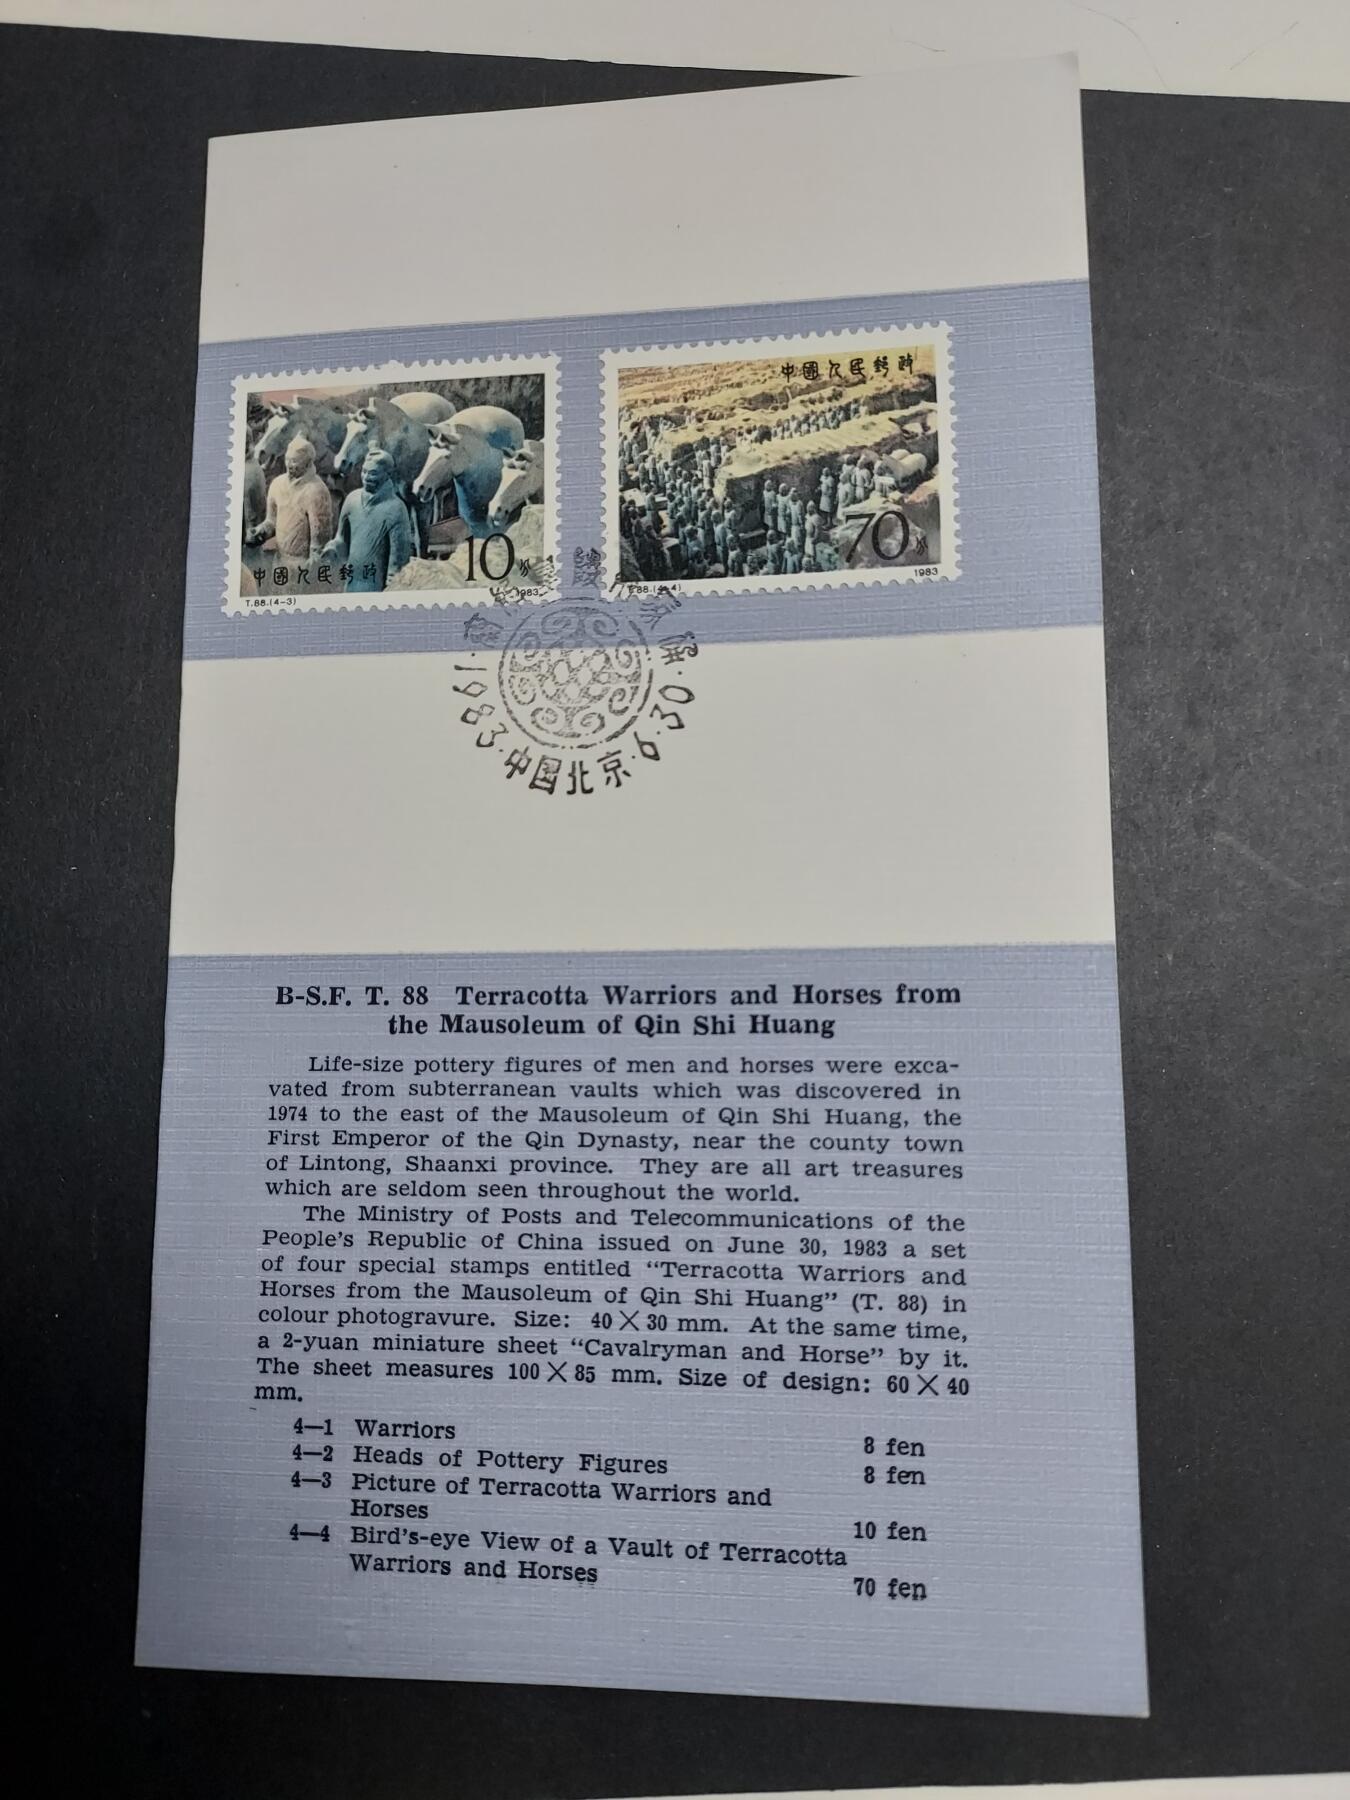 中國人民郵政
10分
T.88.(4-3)
1983
中國人民郵政
70分
T.88.(4-4)
1983
1983.中国北京.6.30
B-S.F. T. 88 Terracotta Warriors and Horses from
the Mausoleum of Qin Shi Huang
Life-size pottery figures of men and horses were exca-
vated from subterranean vaults which was discovered in
1974 to the east of the Mausoleum of Qin Shi Huang, the
First Emperor of the Qin Dynasty, near the county town
of Lintong, Shaanxi province. They are all art treasures
which are seldom seen throughout the world.
The Ministry of Posts and Telecommunications of the
People's Republic of China issued on June 30, 1983 a set
of four special stamps entitled “Terracotta Warriors and
Horses from the Mausoleum of Qin Shi Huang” (T. 88) in
colour photogravure. Size: 40 × 30 mm. At the same time,
a 2-yuan miniature sheet “Cavalryman and Horse” by it.
The sheet measures 100 × 85 mm. Size of design: 60 × 40
mm.
4—1 Warriors 8 fen
4—2 Heads of Pottery Figures 8 fen
4—3 Picture of Terracotta Warriors and
Horses 10 fen
4—4 Bird's-eye View of a Vault of Terracotta
Warriors and Horses 70 fen